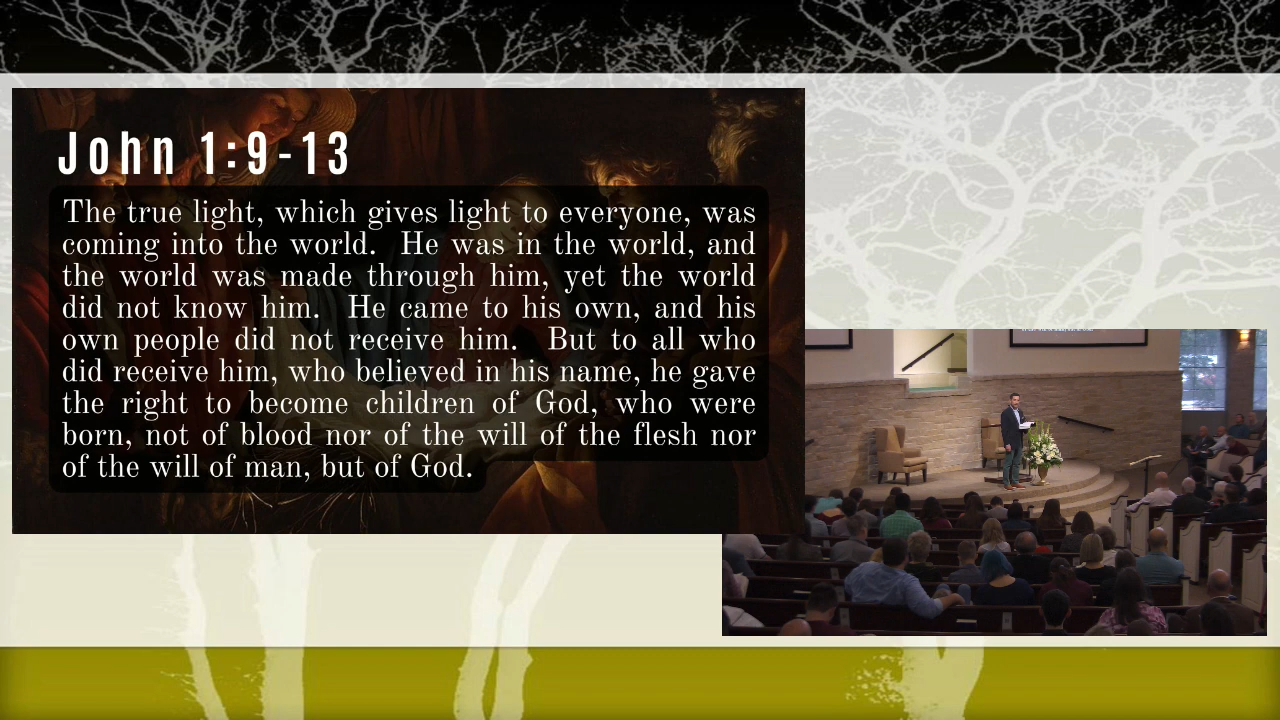 John 1:9-13
The true light, which gives light to everyone, was
coming into the world.  He was in the world, and
the world was made through him, yet the world
did not know him.  He came to his own, and his
own people did not receive him.  But to all who
did receive him, who believed in his name, he gave
the right to become children of God, who were
born, not of blood nor of the will of the flesh nor
of the will of man, but of God.